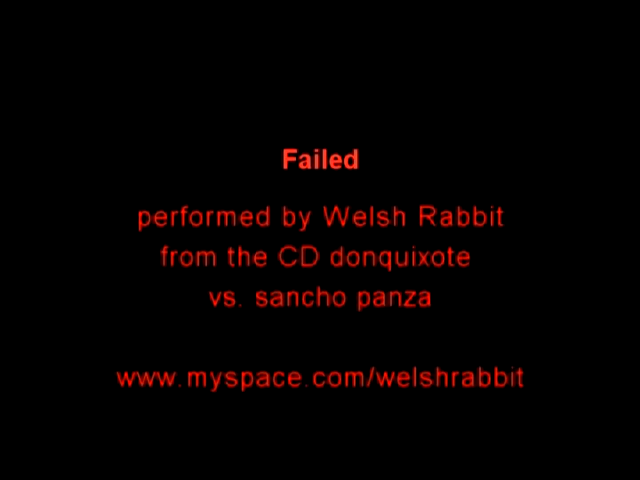 Failed
performed by Welsh Rabbit
from the CD donquixote
vs. sancho panza
www.myspace.com/welshrabbit